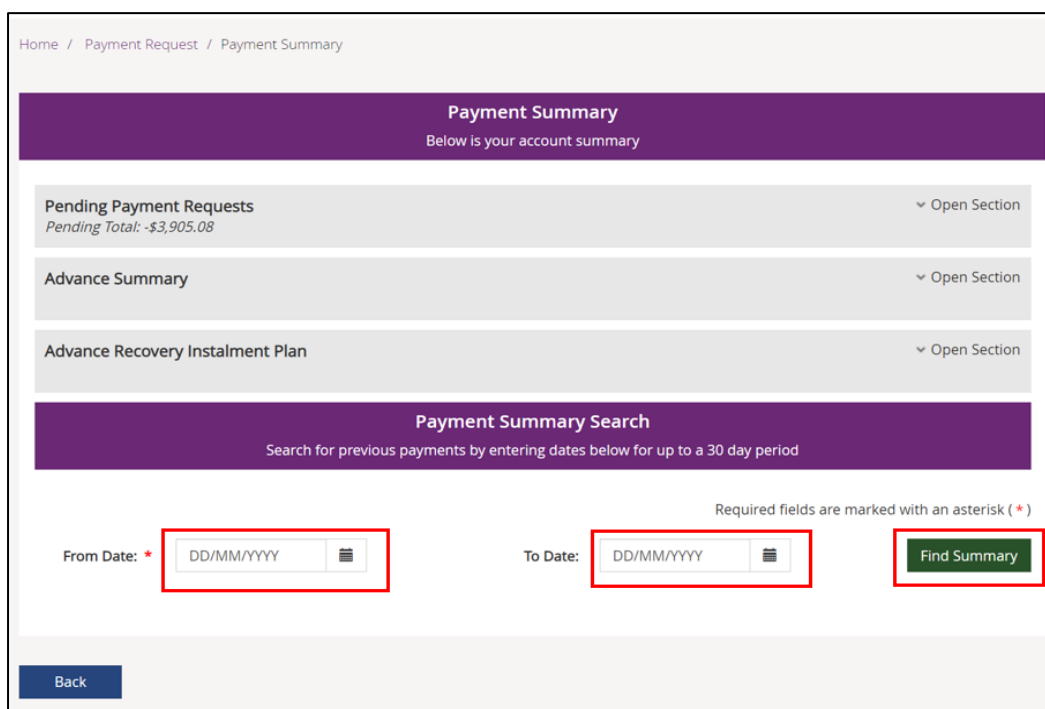 Home / Payment Request / Payment Summary
Payment Summary
Below is your account summary
Pending Payment Requests
Open Section
Pending Total: -$3,905.08
Advance Summary
Open Section
Advance Recovery Instalment Plan
Open Section
Payment Summary Search
Search for previous payments by entering dates below for up to a 30 day period
Required fields are marked with an asterisk ( * )
From Date: * DD/MM/YYYY To Date: DD/MM/YYYY Find Summary
Back